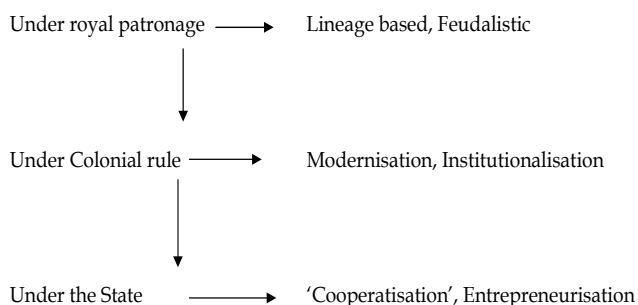 Under royal patronage Lineage based, Feudalistic
Under Colonial rule Modernisation, Institutionalisation
Under the State ‘Cooperatisation’, Entrepreneurisation